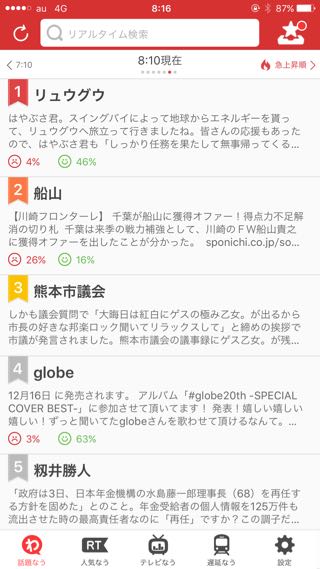 au 4G 8:16 87%
リアルタイム検索
7:10 8:10現在 急上昇順
1 リュウグウ
はやぶさ君。スイングバイによって地球からエネルギーを貰っ
て、リュウグウへ旅立って行きましたね。皆さんの応援もあった
ので、はやぶさ君も「しっかり任務を果たして無事帰ってくる...
4% 46%
2 船山
【川崎フロンターレ】 千葉が船山に獲得オファー！得点力不足解
消の切り札 千葉は来季の戦力補強として、川崎のＦＷ船山貴之
に獲得オファーを出したことが分かった。 sponichi.co.jp/so...
26% 16%
3 熊本市議会
しかも議会質問で「大晦日は紅白にゲスの極み乙女。が出るから
市長の好きな邦楽ロック聞いてリラックスして」と締めの挨拶で
市議が発言されました。熊本市議会の議事録にゲス乙女。が残...
4 globe
12月16日 に発売されます。 アルバム「#globe20th -SPECIAL
COVER BEST-」に参加させて頂いてます！ 発表！嬉しい嬉しい
嬉しい！ずっと聞いてたglobeさんを歌わせて頂けるなんて。...
3% 63%
5 籾井勝人
「政府は3日、日本年金機構の水島藤一郎理事長（68）を再任す
る方針を固めた」とのこと。年金受給者の個人情報を125万件も
流出させた時の最高責任者なのに「再任」ですか？この調子だ...
わ RT
話題なう 人気なう テレビなう 遅延なう 設定